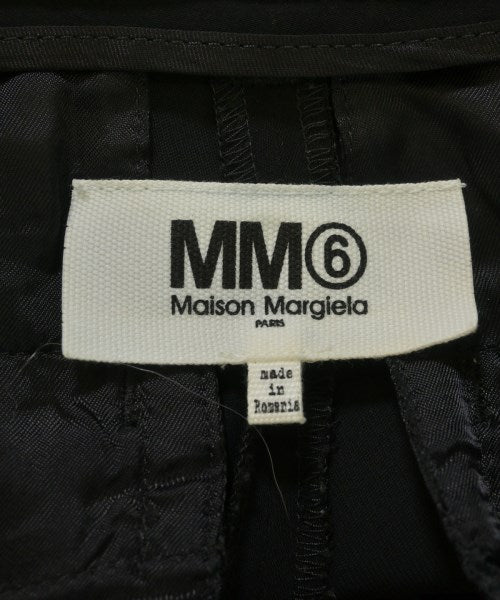 MM⑥
Maison Margiela
PARIS
made
in
Romania